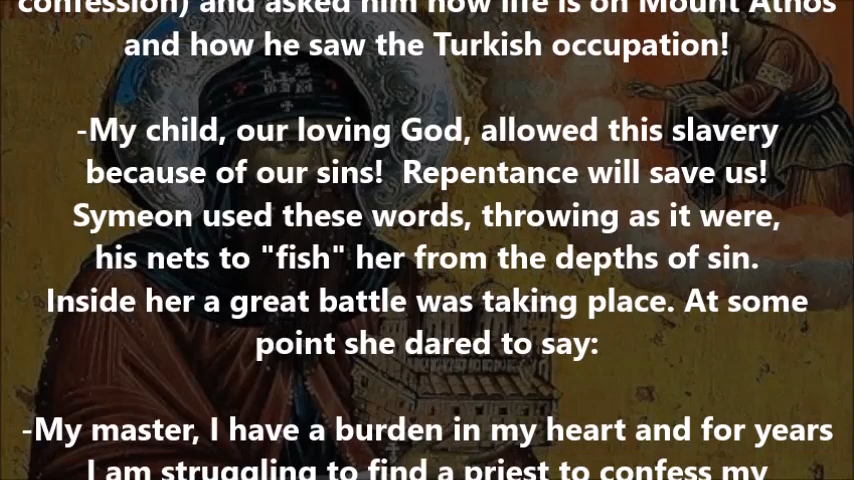 confession) and asked him how life is on Mount Athos
and how he saw the Turkish occupation!
-My child, our loving God, allowed this slavery
because of our sins!  Repentance will save us!
Symeon used these words, throwing as it were,
his nets to "fish" her from the depths of sin.
Inside her a great battle was taking place. At some
point she dared to say:
-My master, I have a burden in my heart and for years
I am struggling to find a priest to confess my